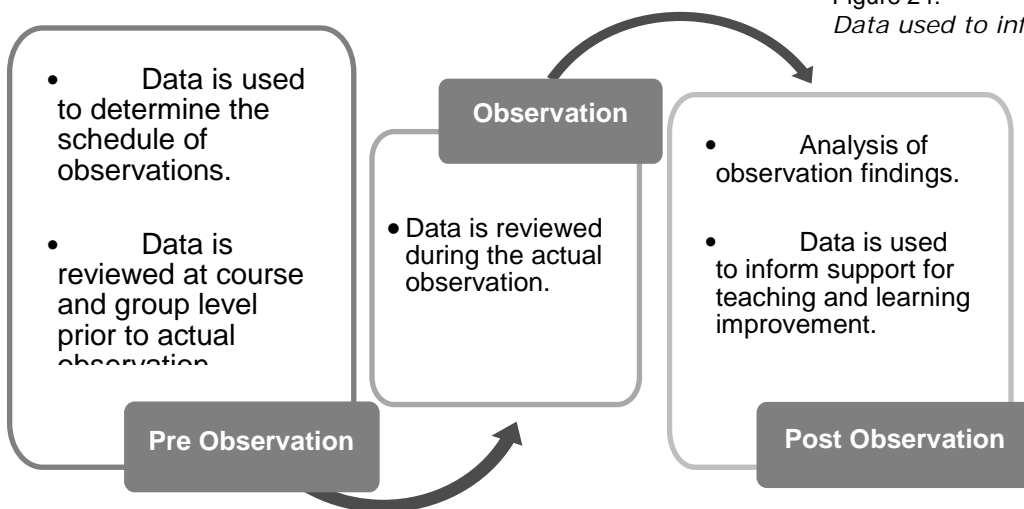 Data used to inf
• Data is used
to determine the
schedule of
observations.
• Data is
reviewed at course
and group level
prior to actual
observation
Pre Observation
Observation
• Data is reviewed
during the actual
observation.
• Analysis of
observation findings.
• Data is used
to inform support for
teaching and learning
improvement.
Post Observation